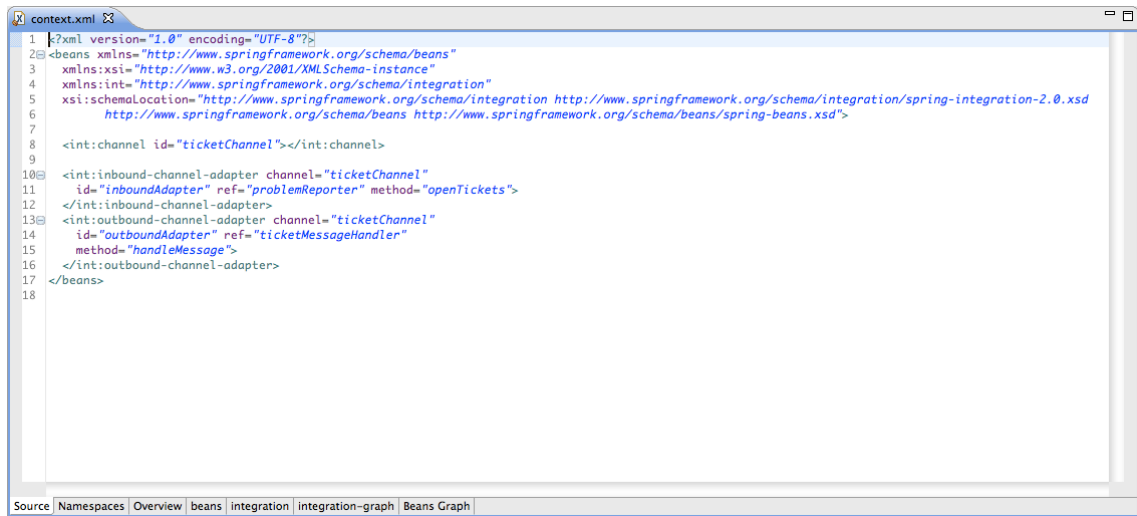 context.xml
1 <?xml version="1.0" encoding="UTF-8"?>
2 <beans xmlns="http://www.springframework.org/schema/beans"
3 xmlns:xsi="http://www.w3.org/2001/XMLSchema-instance"
4 xmlns:int="http://www.springframework.org/schema/integration"
5 xsi:schemaLocation="http://www.springframework.org/schema/integration http://www.springframework.org/schema/integration/spring-integration-2.0.xsd
6 http://www.springframework.org/schema/beans http://www.springframework.org/schema/beans/spring-beans.xsd">
7
8 <int:channel id="ticketChannel"></int:channel>
9
10 <int:inbound-channel-adapter channel="ticketChannel"
11 id="inboundAdapter" ref="problemReporter" method="openTickets">
12 </int:inbound-channel-adapter>
13 <int:outbound-channel-adapter channel="ticketChannel"
14 id="outboundAdapter" ref="ticketMessageHandler"
15 method="handleMessage">
16 </int:outbound-channel-adapter>
17 </beans>
18
Source Namespaces Overview beans integration integration-graph Beans Graph